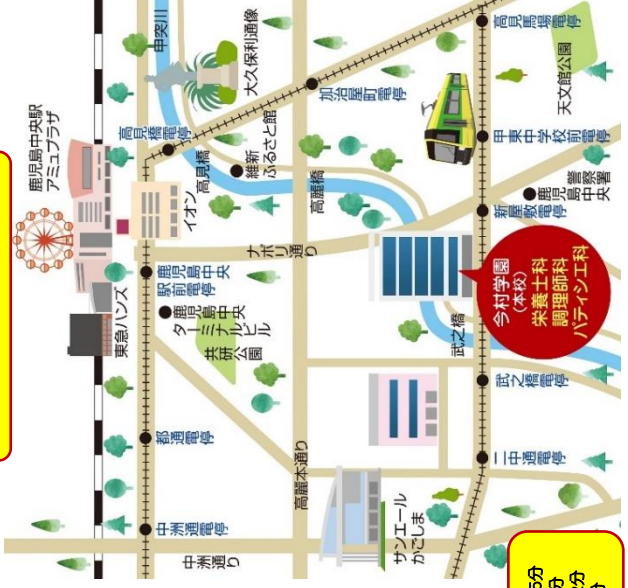 鹿児島中央駅
アミュプラザ
東急ハンズ
イオン
高見橋電停
高見橋
甲突川
大久保利通像
維新
ふるさと館
加治屋町電停
高見馬場電停
天文館公園
甲東中学校前電停
鹿児島中央
警察署
新屋敷電停
高麗橋
ナポリ通り
鹿児島中央
駅前電停
鹿児島中央
ターミナルビル
共研公園
都通電停
中洲通電停
中洲通り
高麗本通り
サンエール
かごしま
二中通電停
武之橋電停
武之橋
今村学園
(本校)
栄養士科
調理師科
パティシエ科